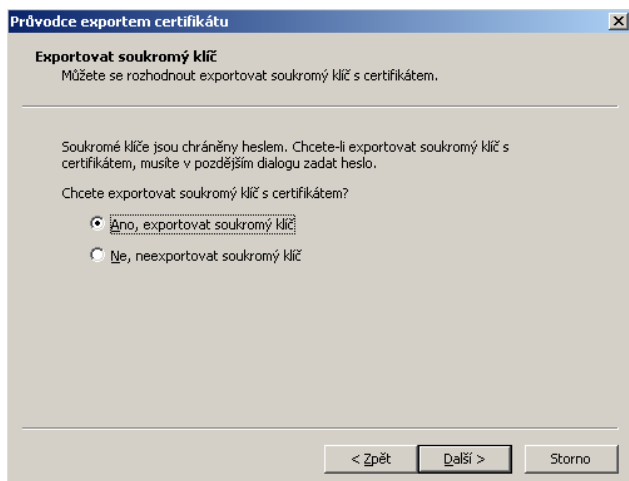 Průvodce exportem certifikátu
Exportovat soukromý klíč
Můžete se rozhodnout exportovat soukromý klíč s certifikátem.
Soukromé klíče jsou chráněny heslem. Chcete-li exportovat soukromý klíč s
certifikátem, musíte v pozdějším dialogu zadat heslo.
Chcete exportovat soukromý klíč s certifikátem?
Ano, exportovat soukromý klíč
Ne, neexportovat soukromý klíč
< Zpět Další > Storno